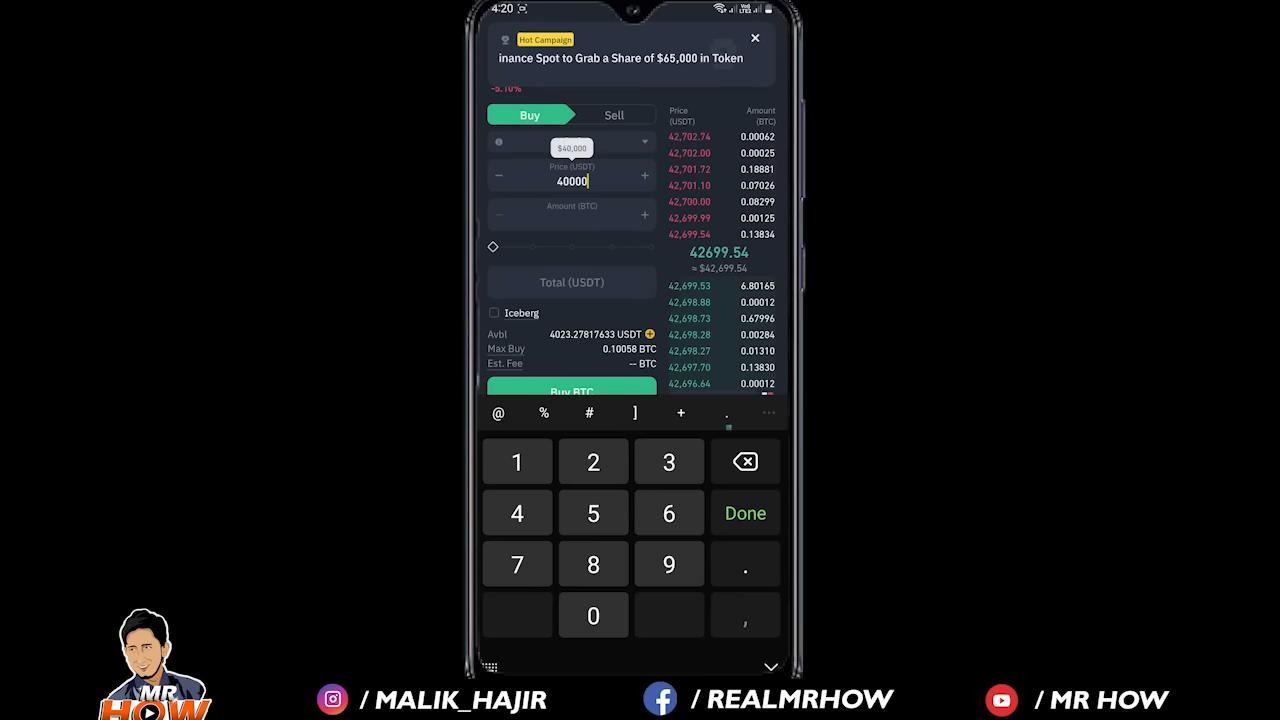 4:20
Hot Campaign
inance Spot to Grab a Share of $65,000 in Token
-5.10%
Buy
Sell
$40,000
Price (USDT)
40000
Amount (BTC)
Total (USDT)
Iceberg
Avbl 4023.27817633 USDT
Max Buy 0.10058 BTC
Est. Fee -- BTC
Buy BTC
Price (USDT) Amount (BTC)
42,702.74 0.00062
42,702.00 0.00025
42,701.72 0.18881
42,701.10 0.07026
42,700.00 0.08299
42,699.99 0.00125
42,699.54 0.13834
42699.54
≈ $42,699.54
42,699.53 6.80165
42,698.88 0.00012
42,698.73 0.67996
42,698.28 0.00284
42,698.27 0.01310
42,697.70 0.13830
42,696.64 0.00012
@ % # ] + . ...
1 2 3
4 5 6 Done
7 8 9 .
0 ,
MR
HOW
/ MALIK_HAJIR
/ REALMRHOW
/ MR HOW